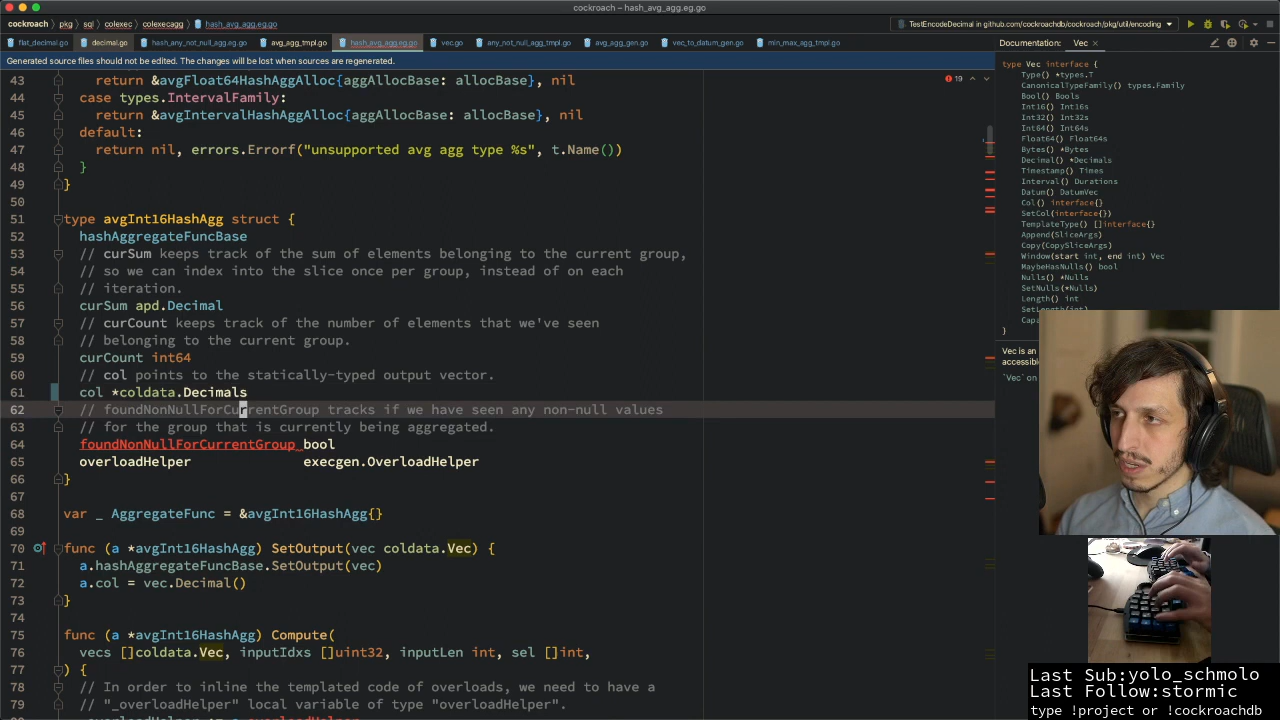 cockroach – hash_avg_agg.eg.go
cockroach › pkg › sql › colexec › colexecagg › hash_avg_agg.eg.go
TestEncodeDecimal in github.com/cockroachdb/cockroach/pkg/util/encoding
flat_decimal.go
decimal.go
hash_any_not_null_agg.eg.go
avg_agg_tmpl.go
hash_avg_agg.eg.go
vec.go
any_not_null_agg_tmpl.go
avg_agg_gen.go
vec_to_datum_gen.go
min_max_agg_tmpl.go
Documentation: Vec
Generated source files should not be edited. The changes will be lost when sources are regenerated.
19
43 return &avgFloat64HashAggAlloc{aggAllocBase: allocBase}, nil
44 case types.IntervalFamily:
45 return &avgIntervalHashAggAlloc{aggAllocBase: allocBase}, nil
46 default:
47 return nil, errors.Errorf("unsupported avg agg type %s", t.Name())
48 }
49 }
50
51 type avgInt16HashAgg struct {
52 hashAggregateFuncBase
53 // curSum keeps track of the sum of elements belonging to the current group,
54 // so we can index into the slice once per group, instead of on each
55 // iteration.
56 curSum apd.Decimal
57 // curCount keeps track of the number of elements that we've seen
58 // belonging to the current group.
59 curCount int64
60 // col points to the statically-typed output vector.
61 col *coldata.Decimals
62 // foundNonNullForCurrentGroup tracks if we have seen any non-null values
63 // for the group that is currently being aggregated.
64 foundNonNullForCurrentGroup bool
65 overloadHelper execgen.OverloadHelper
66 }
67
68 var _ AggregateFunc = &avgInt16HashAgg{}
69
70 func (a *avgInt16HashAgg) SetOutput(vec coldata.Vec) {
71 a.hashAggregateFuncBase.SetOutput(vec)
72 a.col = vec.Decimal()
73 }
74
75 func (a *avgInt16HashAgg) Compute(
76 vecs []coldata.Vec, inputIdxs []uint32, inputLen int, sel []int,
77 ) {
78 // In order to inline the templated code of overloads, we need to have a
79 // "_overloadHelper" local variable of type "overloadHelper".
type Vec interface {
Type() *types.T
CanonicalTypeFamily() types.Family
Bool() Bools
Int16() Int16s
Int32() Int32s
Int64() Int64s
Float64() Float64s
Bytes() *Bytes
Decimal() *Decimals
Timestamp() Times
Interval() Durations
Datum() DatumVec
Col() interface{}
SetCol(interface{})
TemplateType() []interface{}
Append(SliceArgs)
Copy(CopySliceArgs)
Window(start int, end int) Vec
MaybeHasNulls() bool
Nulls() *Nulls
SetNulls(*Nulls)
Length() int
SetLength(int)
Capa
}
Vec is an
accessible
`Vec` on
Last Sub:yolo_schmolo
Last Follow:stormic
type !project or !cockroachdb